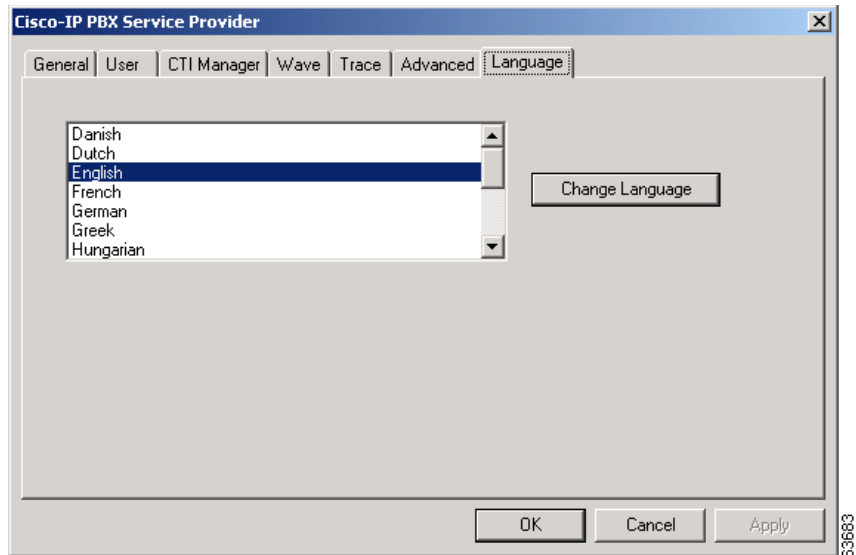 Cisco-IP PBX Service Provider
General User CTI Manager Wave Trace Advanced Language
Danish
Dutch
English
French
German
Greek
Hungarian
Change Language
OK Cancel Apply